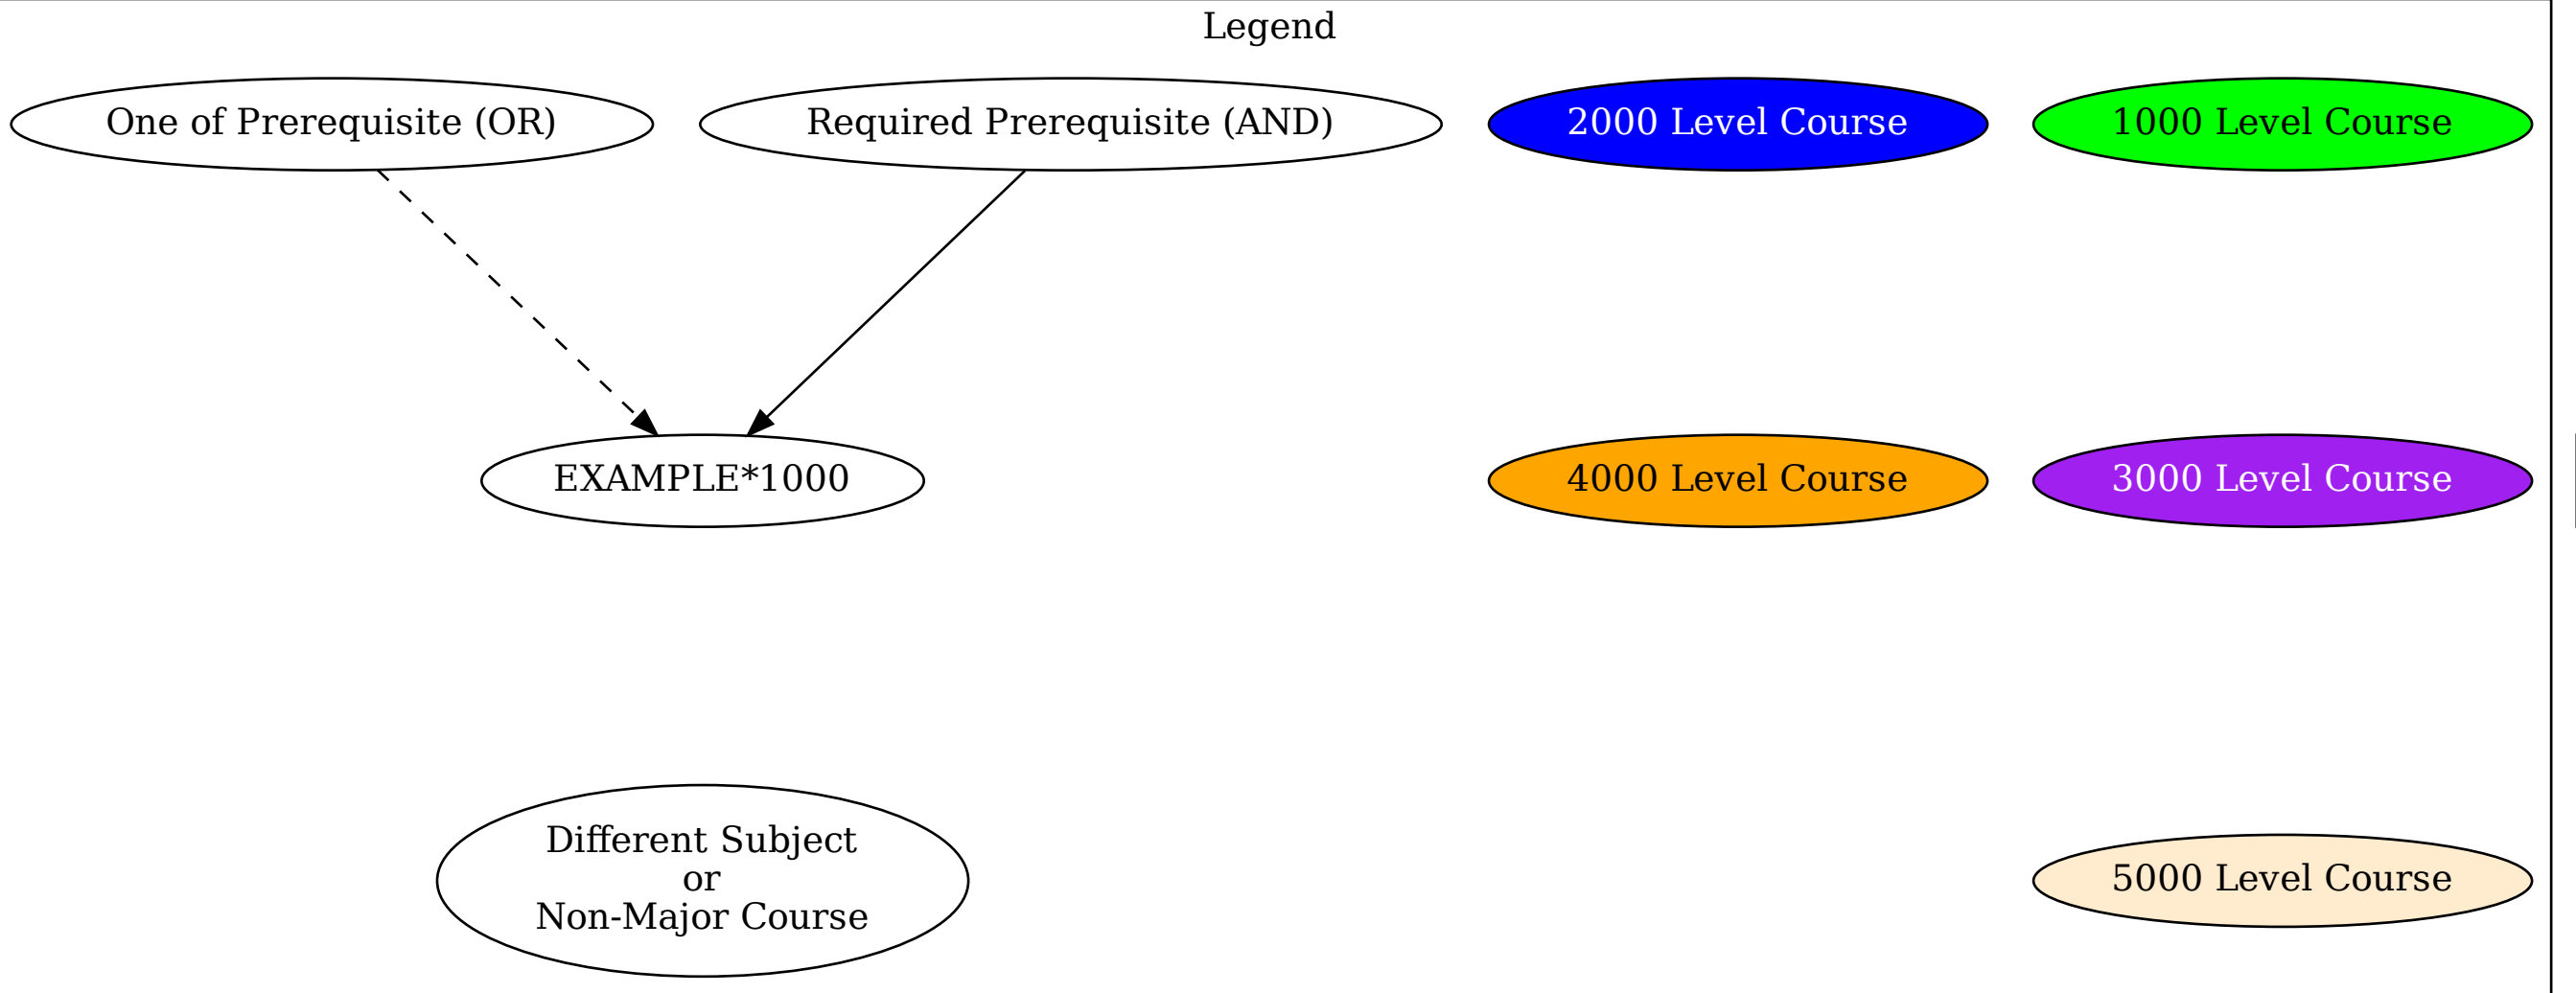 Legend
One of Prerequisite (OR)
Required Prerequisite (AND)
2000 Level Course
1000 Level Course
EXAMPLE*1000
4000 Level Course
3000 Level Course
Different Subject
or
Non-Major Course
5000 Level Course